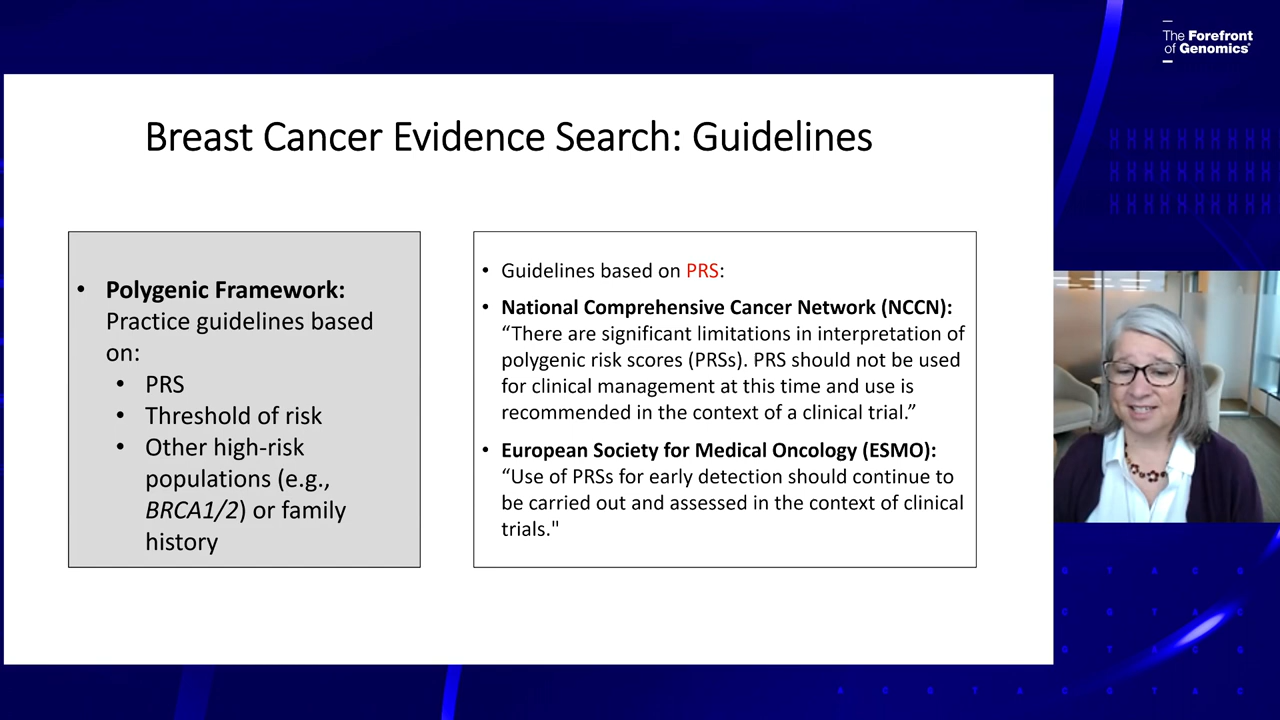 The Forefront
of Genomics®
Breast Cancer Evidence Search: Guidelines
• Polygenic Framework:
Practice guidelines based
on:
• PRS
• Threshold of risk
• Other high-risk
populations (e.g.,
BRCA1/2) or family
history
• Guidelines based on PRS:
• National Comprehensive Cancer Network (NCCN):
“There are significant limitations in interpretation of
polygenic risk scores (PRSs). PRS should not be used
for clinical management at this time and use is
recommended in the context of a clinical trial.”
• European Society for Medical Oncology (ESMO):
“Use of PRSs for early detection should continue to
be carried out and assessed in the context of clinical
trials."